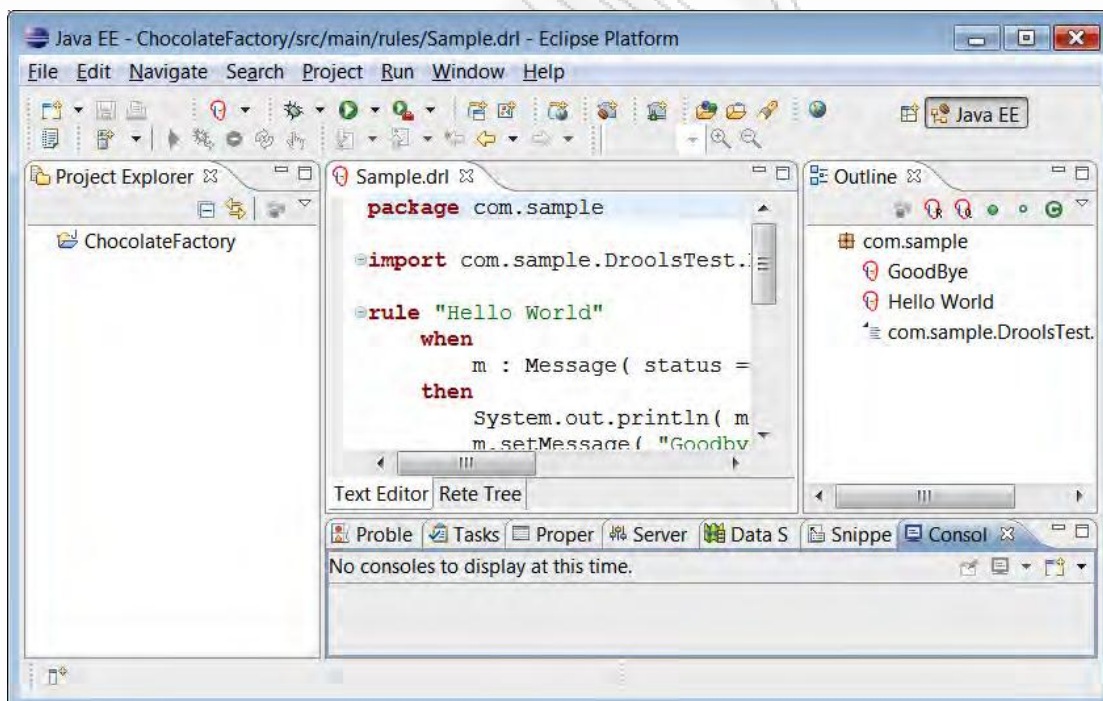 Java EE - ChocolateFactory/src/main/rules/Sample.drl - Eclipse Platform
File Edit Navigate Search Project Run Window Help
Java EE
Project Explorer
ChocolateFactory
Sample.drl
package com.sample
import com.sample.DroolsTest.
rule "Hello World"
when
m : Message( status =
then
System.out.println( m
m.setMessage( "Goodby
Text Editor Rete Tree
Outline
com.sample
GoodBye
Hello World
com.sample.DroolsTest.
Proble Tasks Proper Server Data S Snippe Consol
No consoles to display at this time.